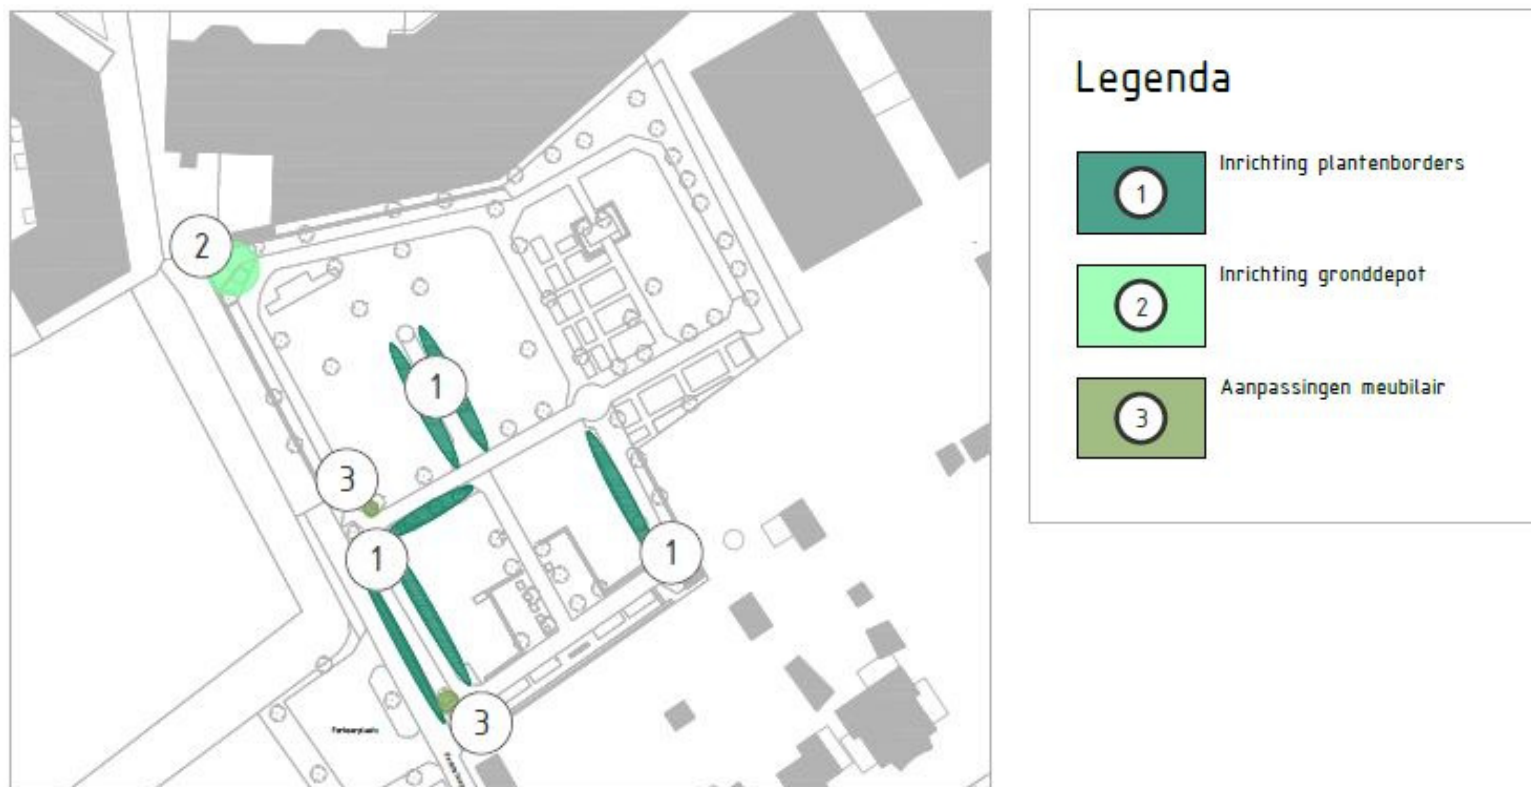 Legenda
1 Inrichting plantenborders
2 Inrichting gronddepot
3 Aanpassingen meubilair
2
1
3
1
1
3